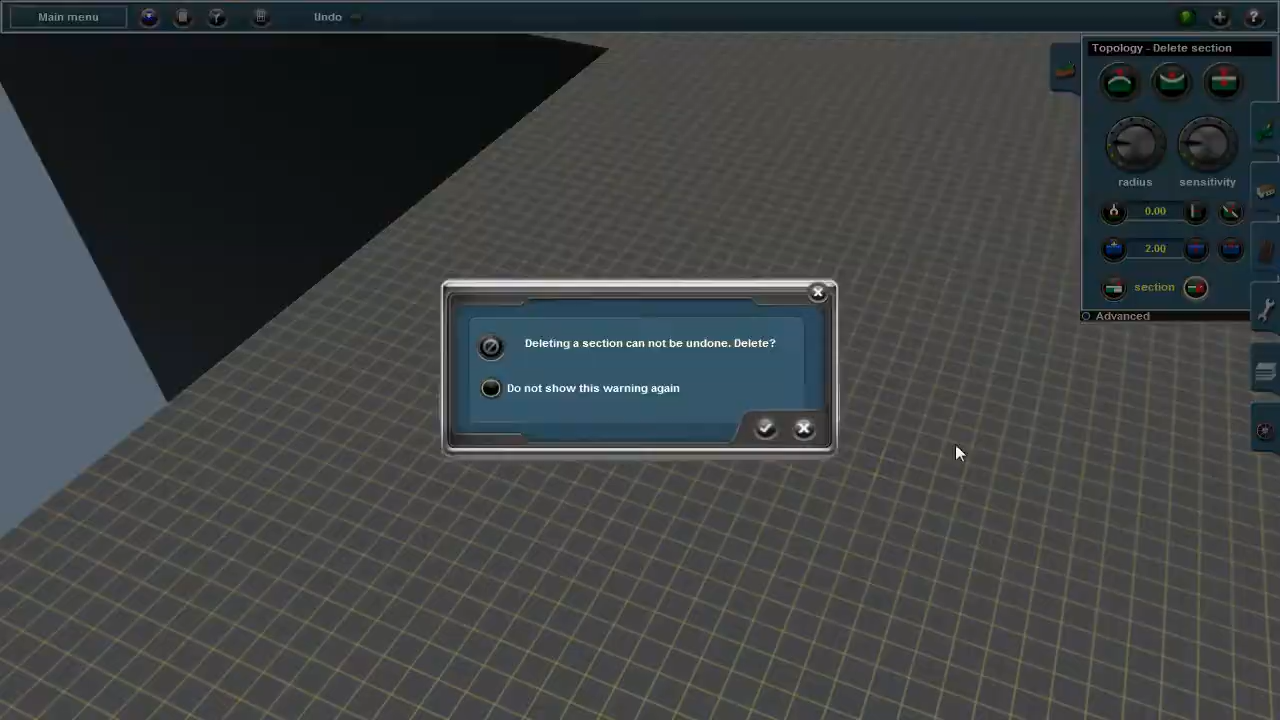 Main menu
Undo
?
Topology - Delete section
radius
sensitivity
0.00
2.00
section
Advanced
Deleting a section can not be undone. Delete?
Do not show this warning again